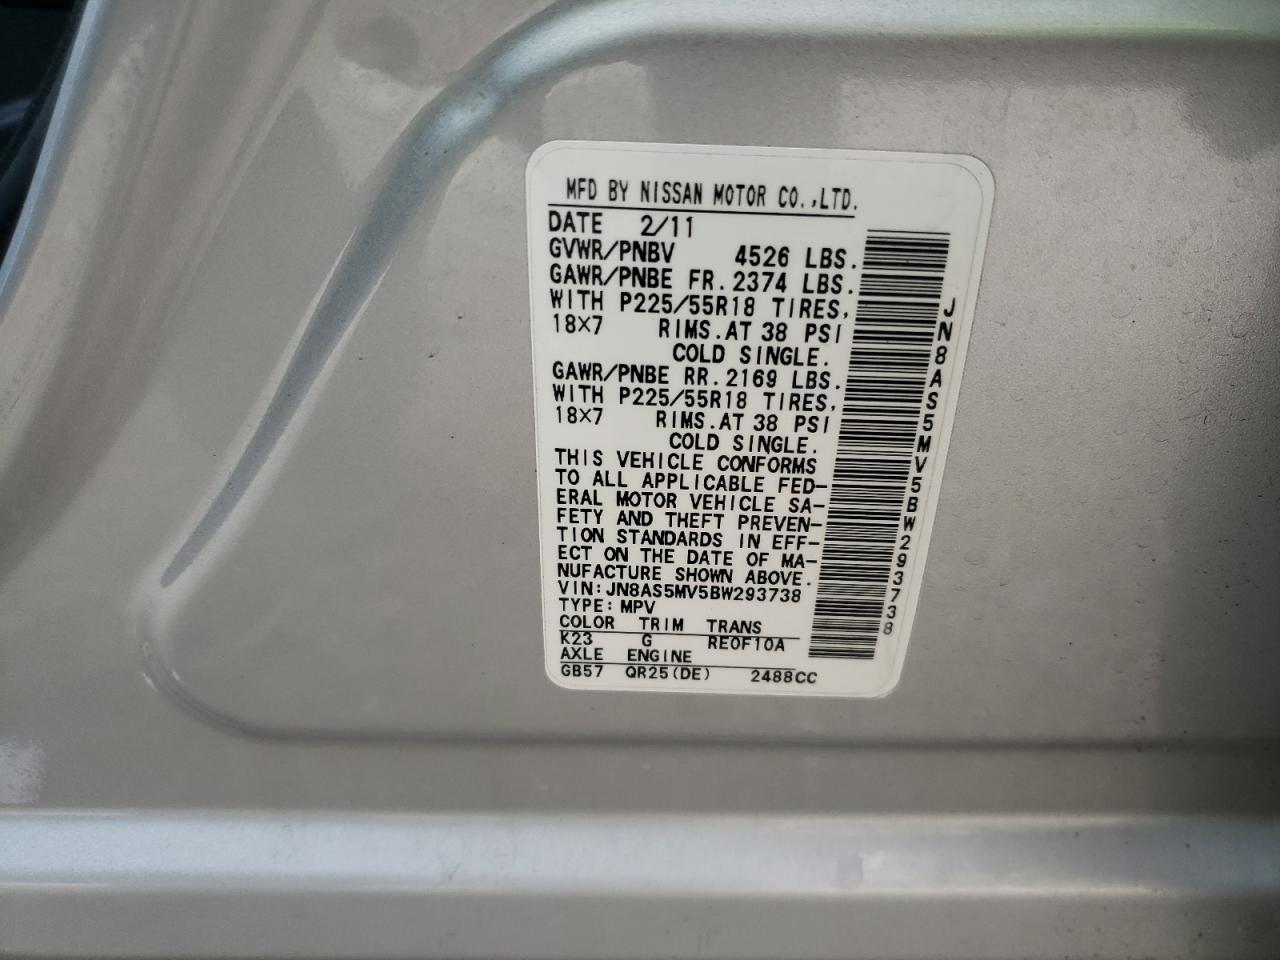 MFD BY NISSAN MOTOR CO.,LTD.
DATE 2/11
GVWR/PNBV 4526 LBS.
GAWR/PNBE FR. 2374 LBS.
WITH P225/55R18 TIRES,
18×7 RIMS. AT 38 PSI
COLD SINGLE.
GAWR/PNBE RR. 2169 LBS.
WITH P225/55R18 TIRES,
18×7 RIMS. AT 38 PSI
COLD SINGLE.
THIS VEHICLE CONFORMS
TO ALL APPLICABLE FED-
ERAL MOTOR VEHICLE SA-
FETY AND THEFT PREVEN-
TION STANDARDS IN EFF-
ECT ON THE DATE OF MA-
NUFACTURE SHOWN ABOVE.
VIN: JN8AS5MV5BW293738
TYPE: MPV
COLOR TRIM TRANS
K23 G RE0F10A
AXLE ENGINE
GB57 QR25(DE) 2488CC
JN8AS5MV5BW293738